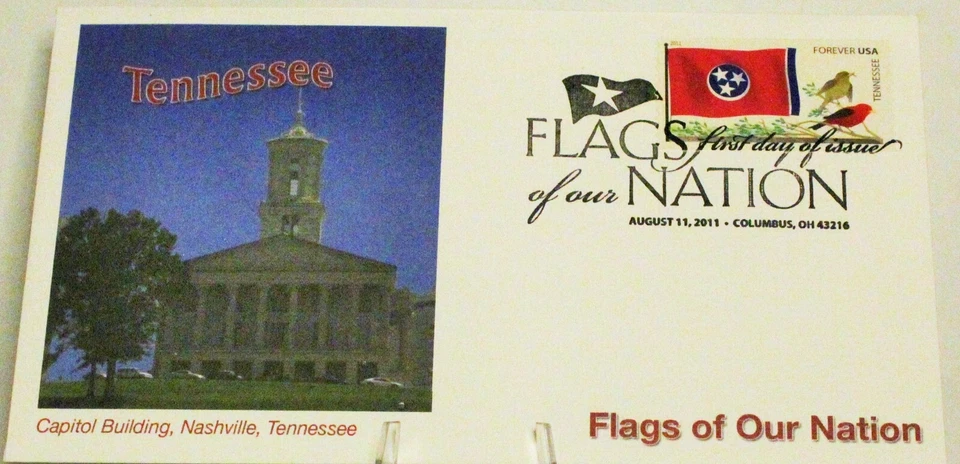 Tennessee
Capitol Building, Nashville, Tennessee
2011
FOREVER USA
TENNESSEE
FLAGS first day of issue
of our NATION
AUGUST 11, 2011 • COLUMBUS, OH 43216
Flags of Our Nation